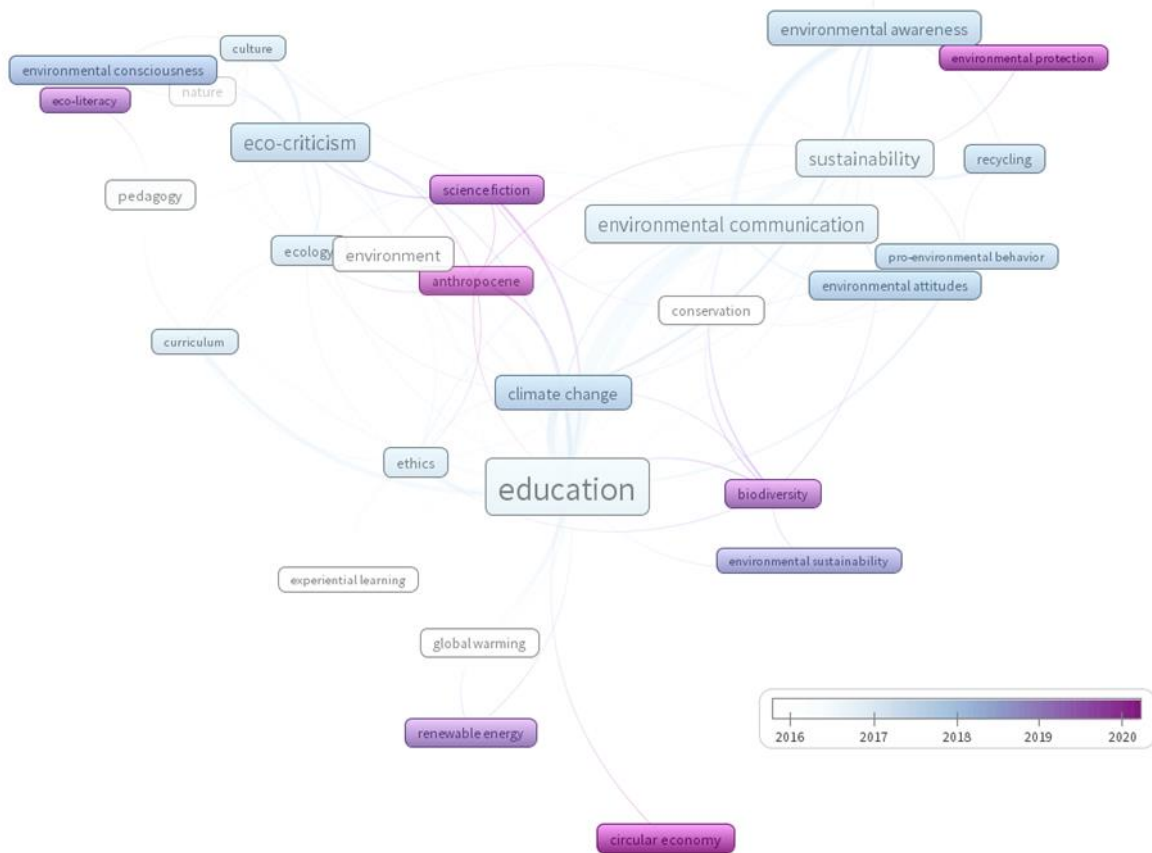 environmental awareness
culture
environmental protection
environmental consciousness
nature
eco-literacy
eco-criticism
sustainability
recycling
science fiction
pedagogy
environmental communication
ecology
environment
pro-environmental behavior
anthropocene
environmental attitudes
conservation
curriculum
climate change
ethics
education
biodiversity
environmental sustainability
experiential learning
global warming
renewable energy
2016 2017 2018 2019 2020
circular economy